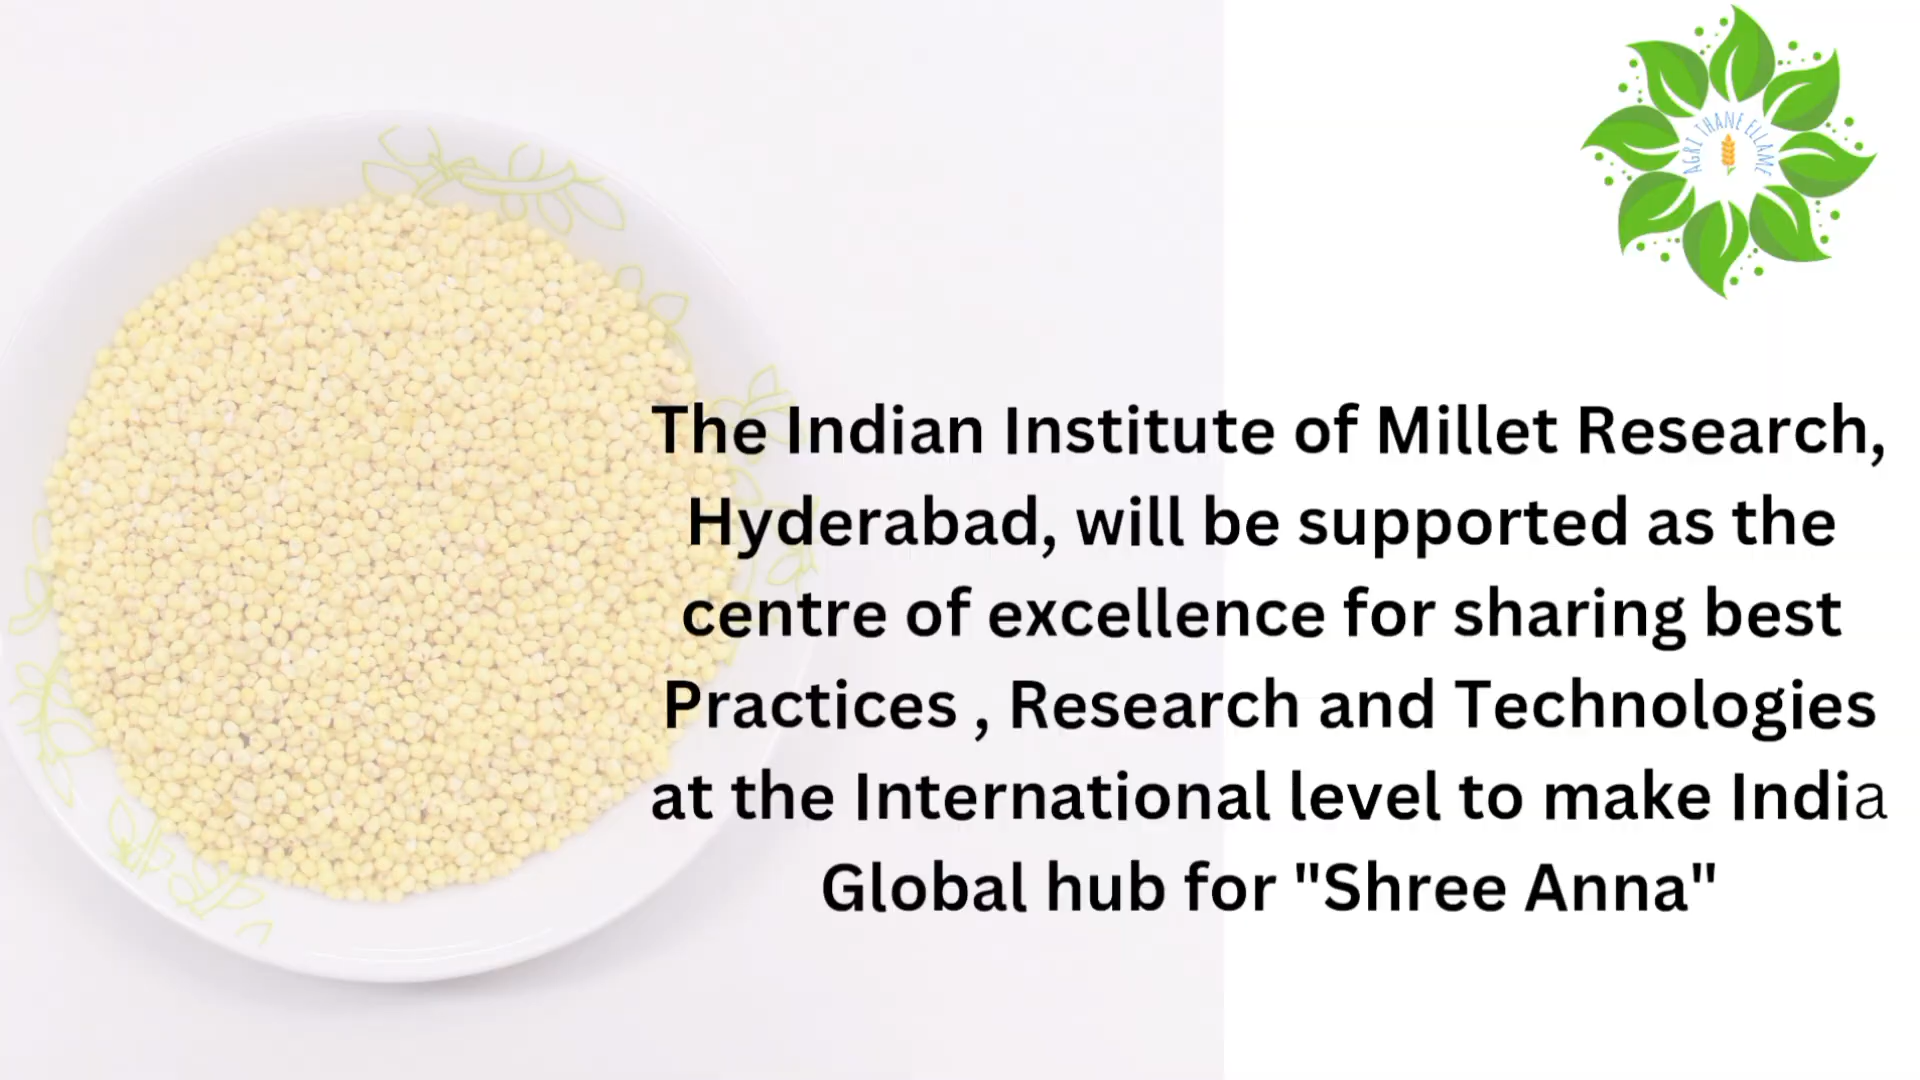 AGRI THANE ELLAME
The Indian Institute of Millet Research,
Hyderabad, will be supported as the
centre of excellence for sharing best
Practices , Research and Technologies
at the International level to make India
Global hub for "Shree Anna"